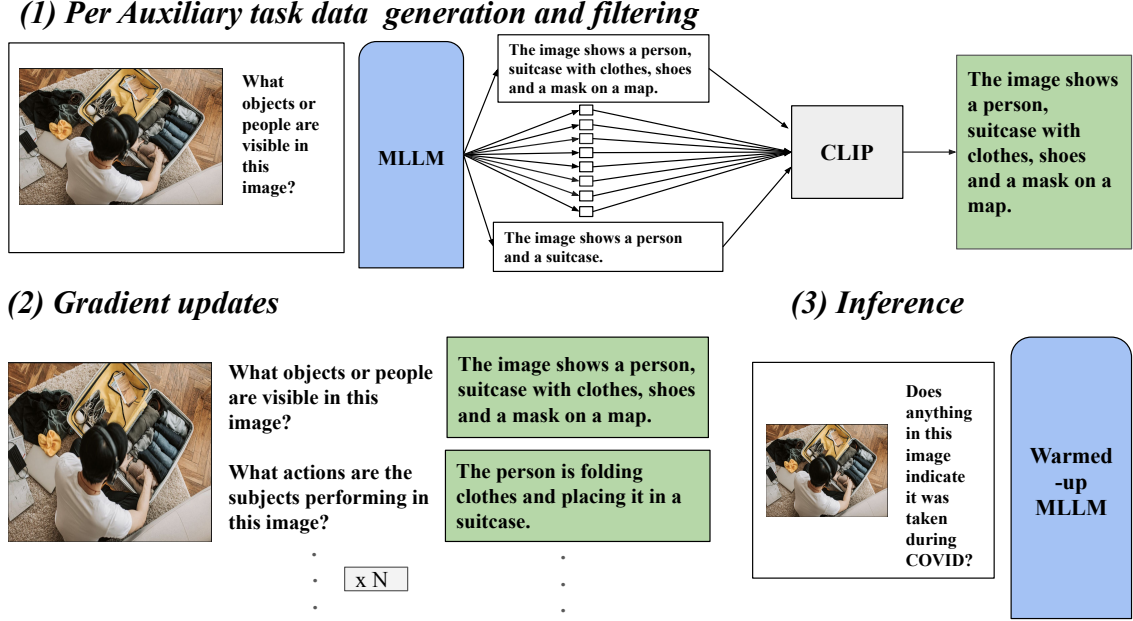 (1) Per Auxiliary task data generation and filtering
What
objects or
people are
visible in
this
image?
MLLM
The image shows a person,
suitcase with clothes, shoes
and a mask on a map.
The image shows a person
and a suitcase.
CLIP
The image shows
a person,
suitcase with
clothes, shoes
and a mask on a
map.
(2) Gradient updates
What objects or people
are visible in this
image?
The image shows a person,
suitcase with clothes, shoes
and a mask on a map.
What actions are the
subjects performing in
this image?
The person is folding
clothes and placing it in a
suitcase.
x N
(3) Inference
Does
anything
in this
image
indicate
it was
taken
during
COVID?
Warmed
-up
MLLM